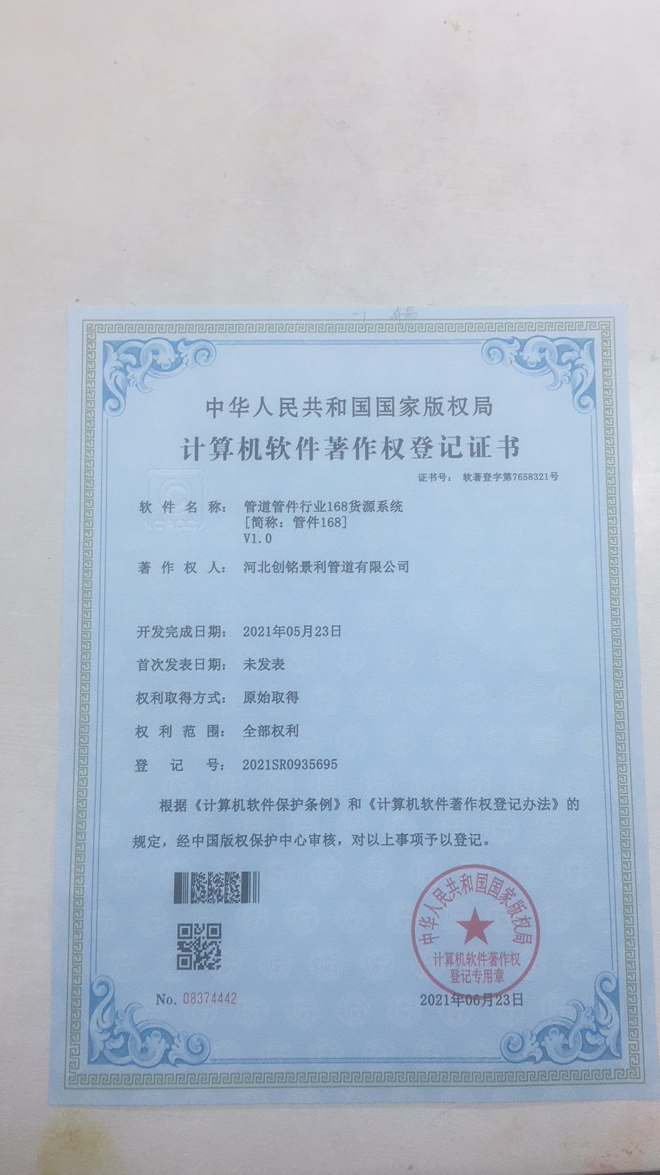 中华人民共和国国家版权局
计算机软件著作权登记证书
证书号： 软著登字第7658321号
软件名称： 管道管件行业168货源系统
[简称：管件168]
V1.0
著作权人： 河北创铭景利管道有限公司
开发完成日期： 2021年05月23日
首次发表日期： 未发表
权利取得方式： 原始取得
权利范围： 全部权利
登记号： 2021SR0935695
根据《计算机软件保护条例》和《计算机软件著作权登记办法》的
规定，经中国版权保护中心审核，对以上事项予以登记。
中华人民共和国国家版权局
计算机软件著作权
登记专用章
No. 08374442
2021年06月23日